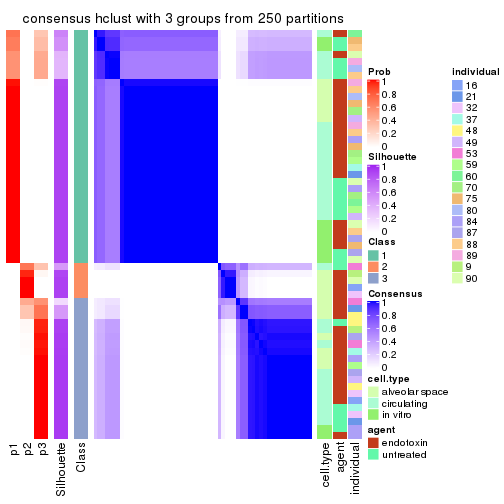 consensus hclust with 3 groups from 250 partitions
Prob
1
0.8
0.6
0.4
0.2
0
Silhouette
1
0.8
0.6
0.4
0.2
0
Class
1
2
3
Consensus
1
0.8
0.6
0.4
0.2
0
cell.type
alveolar space
circulating
in vitro
agent
endotoxin
untreated
Individual
16
21
32
37
48
49
53
59
60
70
75
80
84
87
88
89
9
90
p1
p2
p3
Silhouette
Class
cell.type
agent
individual